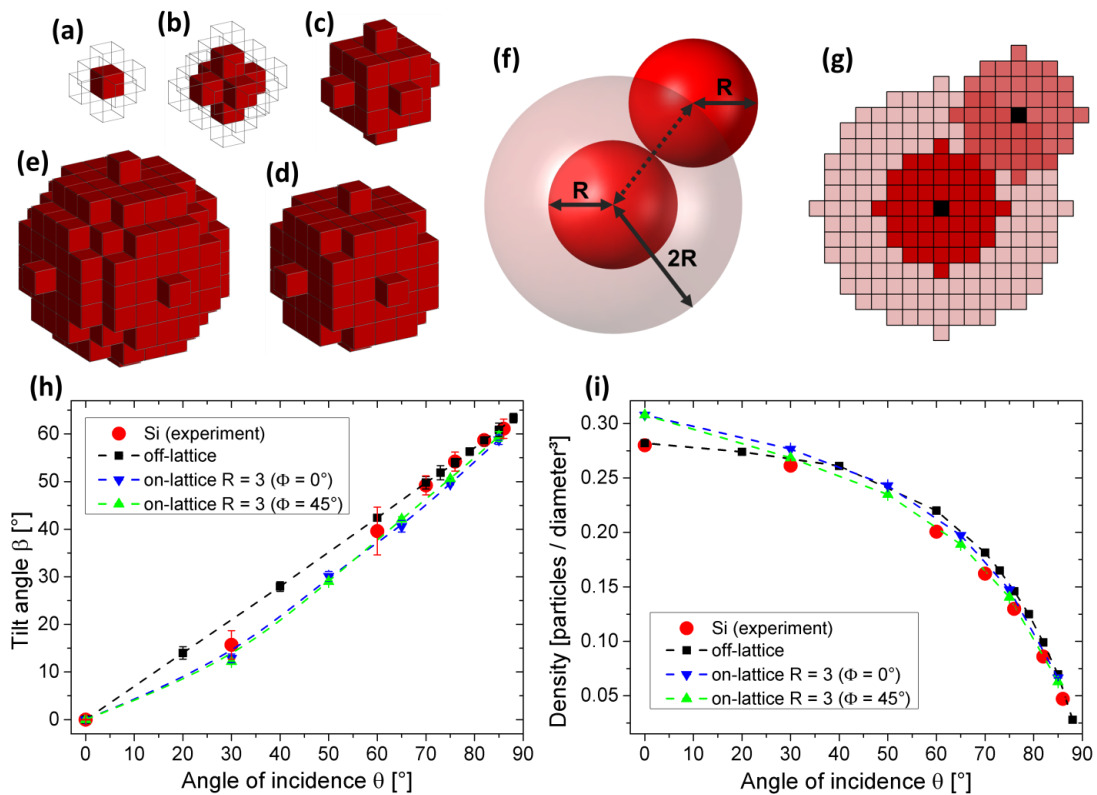 (a)
(b)
(c)
(f)
(g)
R
R
2R
(e)
(d)
(h)
Si (experiment)
off-lattice
on-lattice R = 3 (Φ = 0°)
on-lattice R = 3 (Φ = 45°)
Tilt angle β [°]
60
50
40
30
20
10
0
0 10 20 30 40 50 60 70 80 90
Angle of incidence θ [°]
(i)
Density [particles / diameter³]
0.30
0.25
0.20
0.15
0.10
0.05
Si (experiment)
off-lattice
on-lattice R = 3 (Φ = 0°)
on-lattice R = 3 (Φ = 45°)
0 10 20 30 40 50 60 70 80 90
Angle of incidence θ [°]